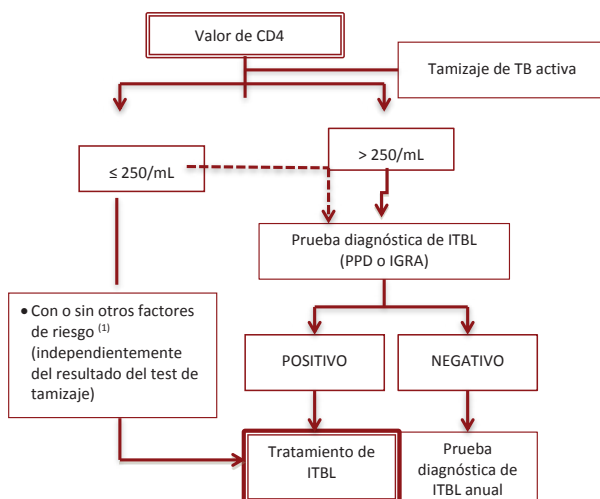 Valor de CD4
Tamizaje de TB activa
≤ 250/mL
> 250/mL
Prueba diagnóstica de ITBL
(PPD o IGRA)
• Con o sin otros factores
de riesgo (1)
(independientemente
del resultado del test de
tamizaje)
POSITIVO
NEGATIVO
Tratamiento de
ITBL
Prueba
diagnóstica de
ITBL anual